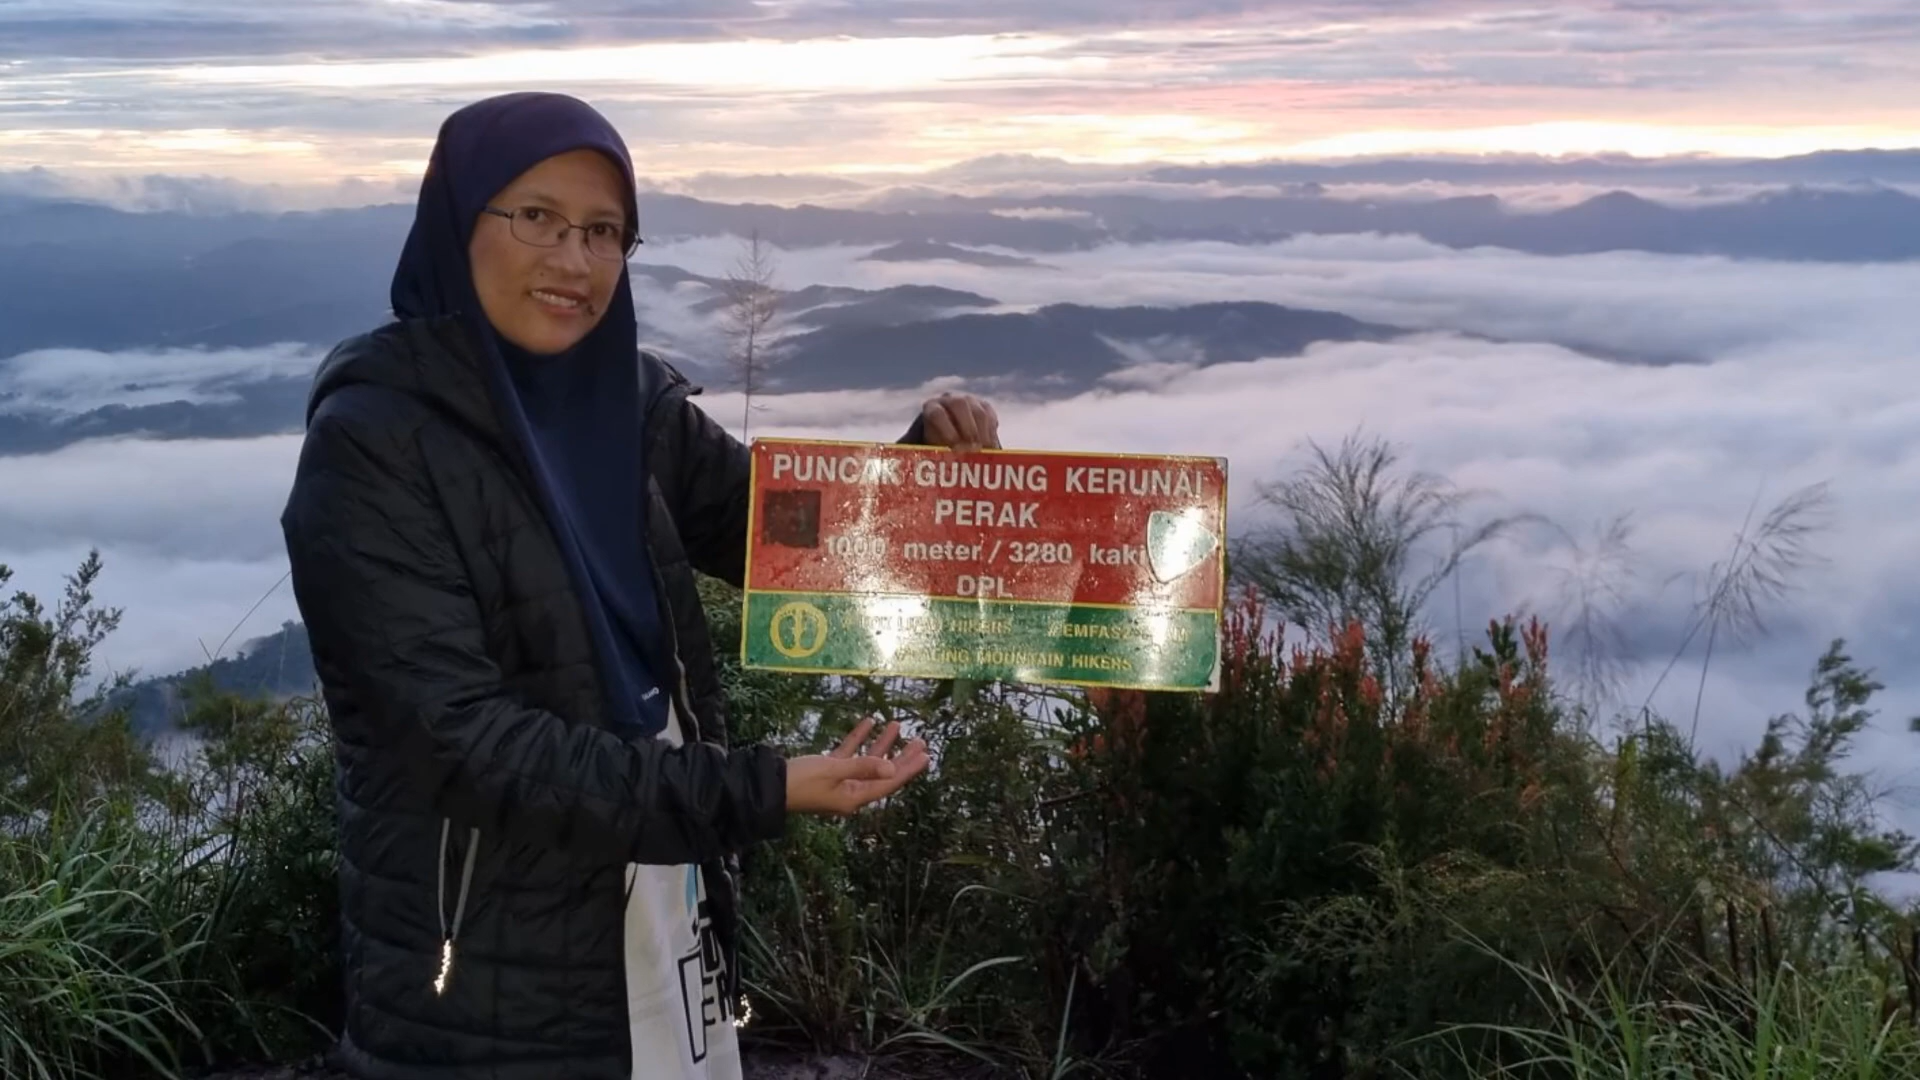 PUNCAK GUNUNG KERUNAI
PERAK
1000 meter / 3280 kaki
DPL
HIKERS
MOUNTAIN HIKERS